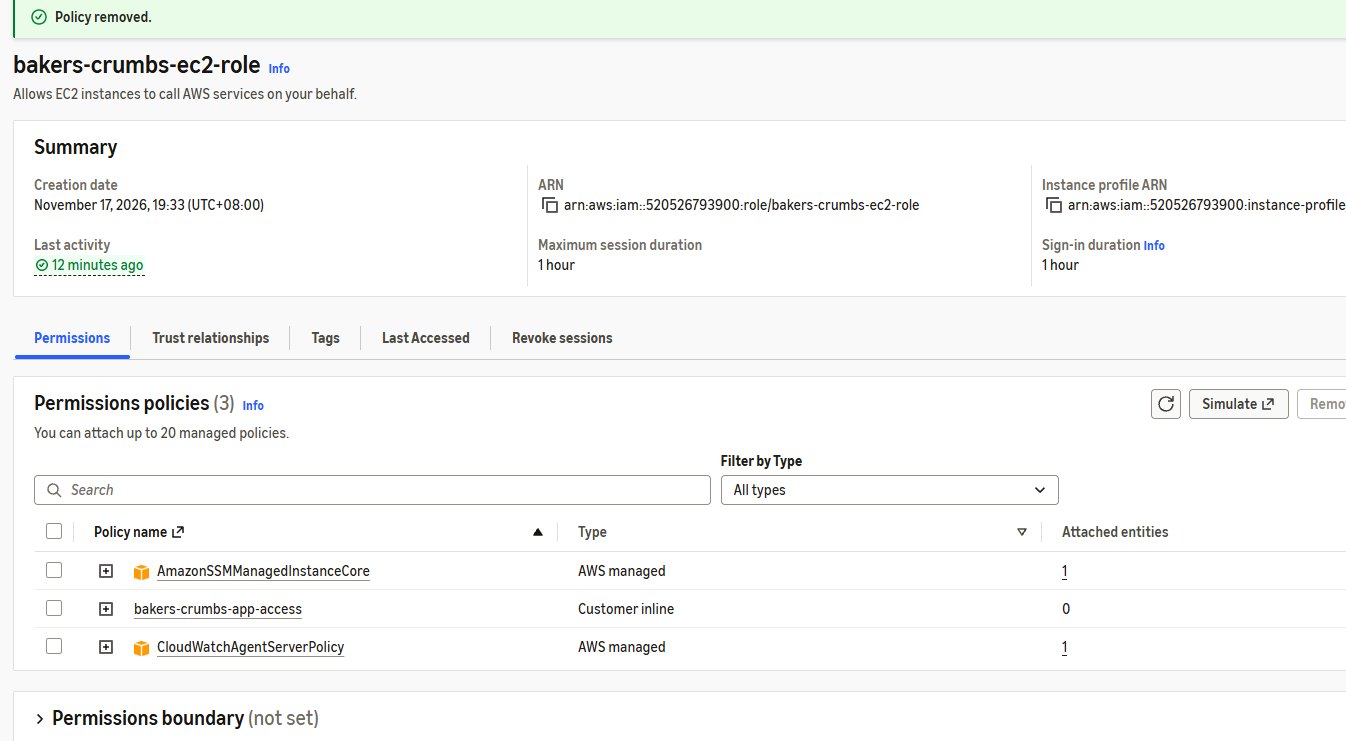 Policy removed.
bakers-crumbs-ec2-role Info
Allows EC2 instances to call AWS services on your behalf.
Summary
Creation date
November 17, 2026, 19:33 (UTC+08:00)
ARN
arn:aws:iam::520526793900:role/bakers-crumbs-ec2-role
Instance profile ARN
arn:aws:iam::520526793900:instance-profile
Last activity
12 minutes ago
Maximum session duration
1 hour
Sign-in duration Info
1 hour
Permissions Trust relationships Tags Last Accessed Revoke sessions
Permissions policies (3) Info
Simulate Remo
You can attach up to 20 managed policies.
Filter by Type
Search All types
Policy name Type Attached entities
AmazonSSMManagedInstanceCore AWS managed 1
bakers-crumbs-app-access Customer inline 0
CloudWatchAgentServerPolicy AWS managed 1
Permissions boundary (not set)